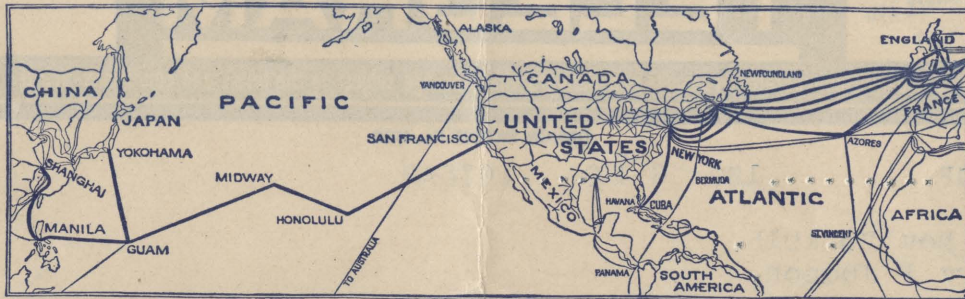 ALASKA
ENGLAND
CHINA
CANADA
NEWFOUNDLAND
VANCOUVER
PACIFIC
FRANCE
JAPAN
UNITED
STATES
SAN FRANCISCO
AZORES
YOKOHAMA
NEW YORK
SHANGHAI
BERMUDA
MIDWAY
MEXICO
ATLANTIC
HAVANA
CUBA
HONOLULU
AFRICA
MANILA
ST.VINCENT
GUAM
TO AUSTRALIA
PANAMA
SOUTH
AMERICA